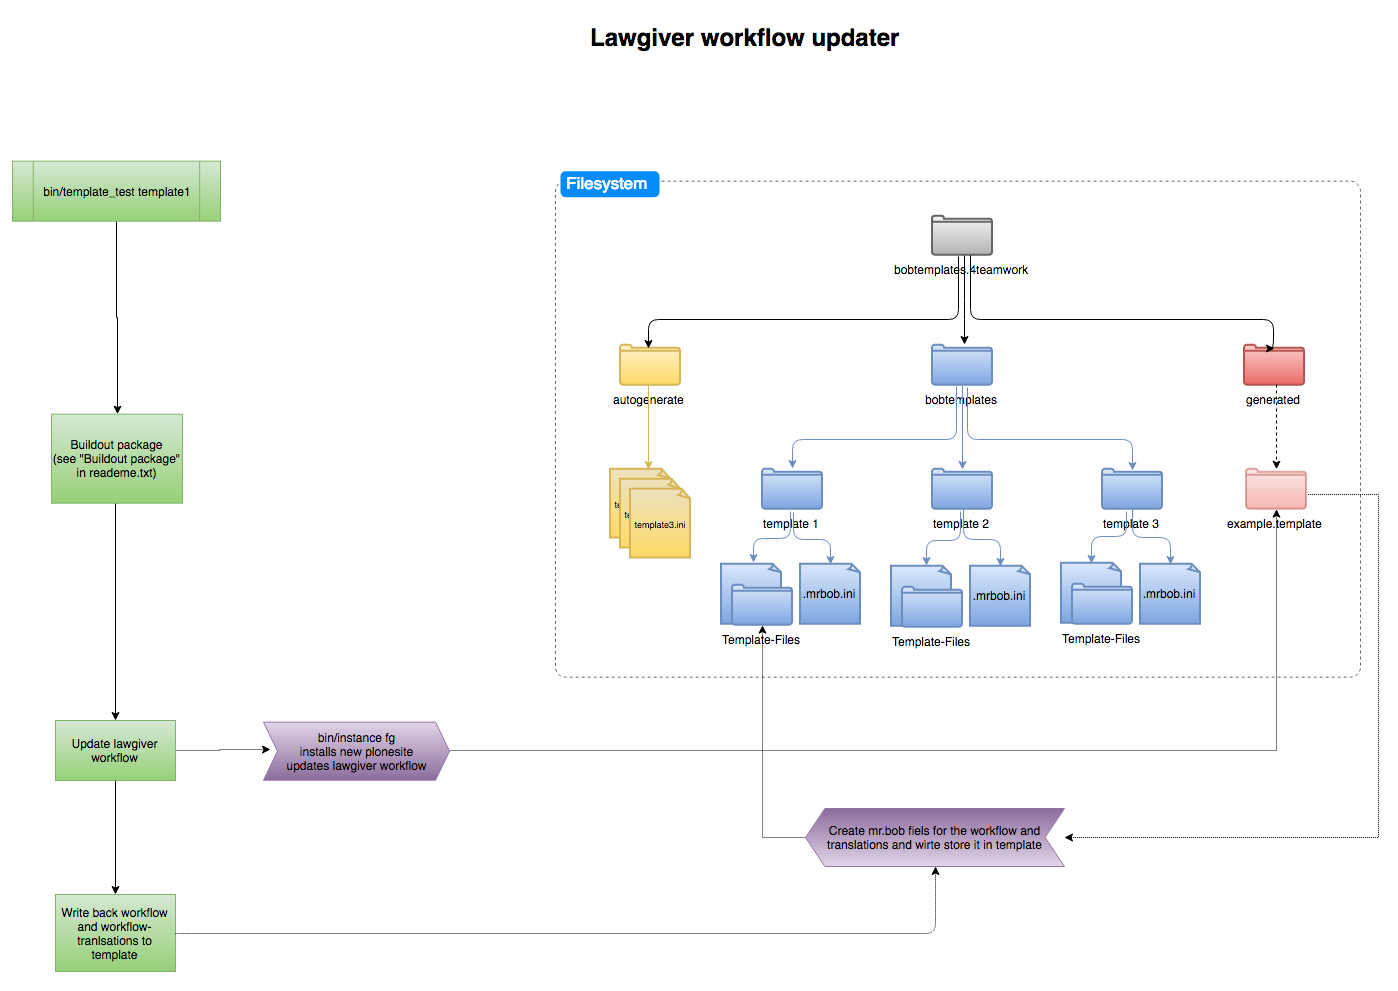 Lawgiver workflow updater
bin/template_test template1
Filesystem
bobtemplates.4teamwork
autogenerate
bobtemplates
generated
Buildout package
(see "Buildout package"
in reademe.txt)
te
te
template3.ini
template 1
template 2
template 3
example.template
.mrbob.ini
.mrbob.ini
.mrbob.ini
Template-Files
Template-Files
Template-Files
Update lawgiver
workflow
bin/instance fg
installs new plonesite
updates lawgiver workflow
Create mr.bob fiels for the workflow and
translations and wirte store it in template
Write back workflow
and workflow-
tranlsations to
template